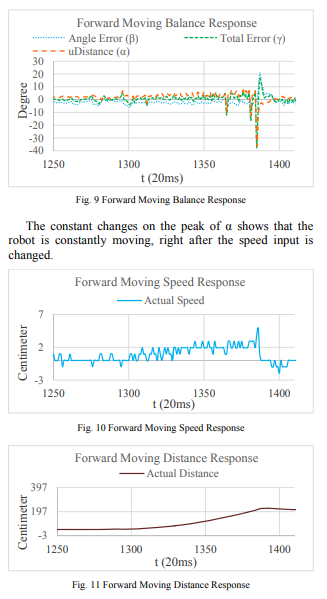 Forward Moving Balance Response
Angle Error (β) Total Error (γ)
uDistance (α)
30
20
10
0
-10
-20
-30
-40
Degree
1250 1300 1350 1400
t (20ms)
Fig. 9 Forward Moving Balance Response
The constant changes on the peak of α shows that the
robot is constantly moving, right after the speed input is
changed.
Forward Moving Speed Response
Actual Speed
7
2
-3
Centimeter
1250 1300 1350 1400
t (20ms)
Fig. 10 Forward Moving Speed Response
Forward Moving Distance Response
Actual Distance
397
197
-3
Centimeter
1250 1300 1350 1400
t (20ms)
Fig. 11 Forward Moving Distance Response